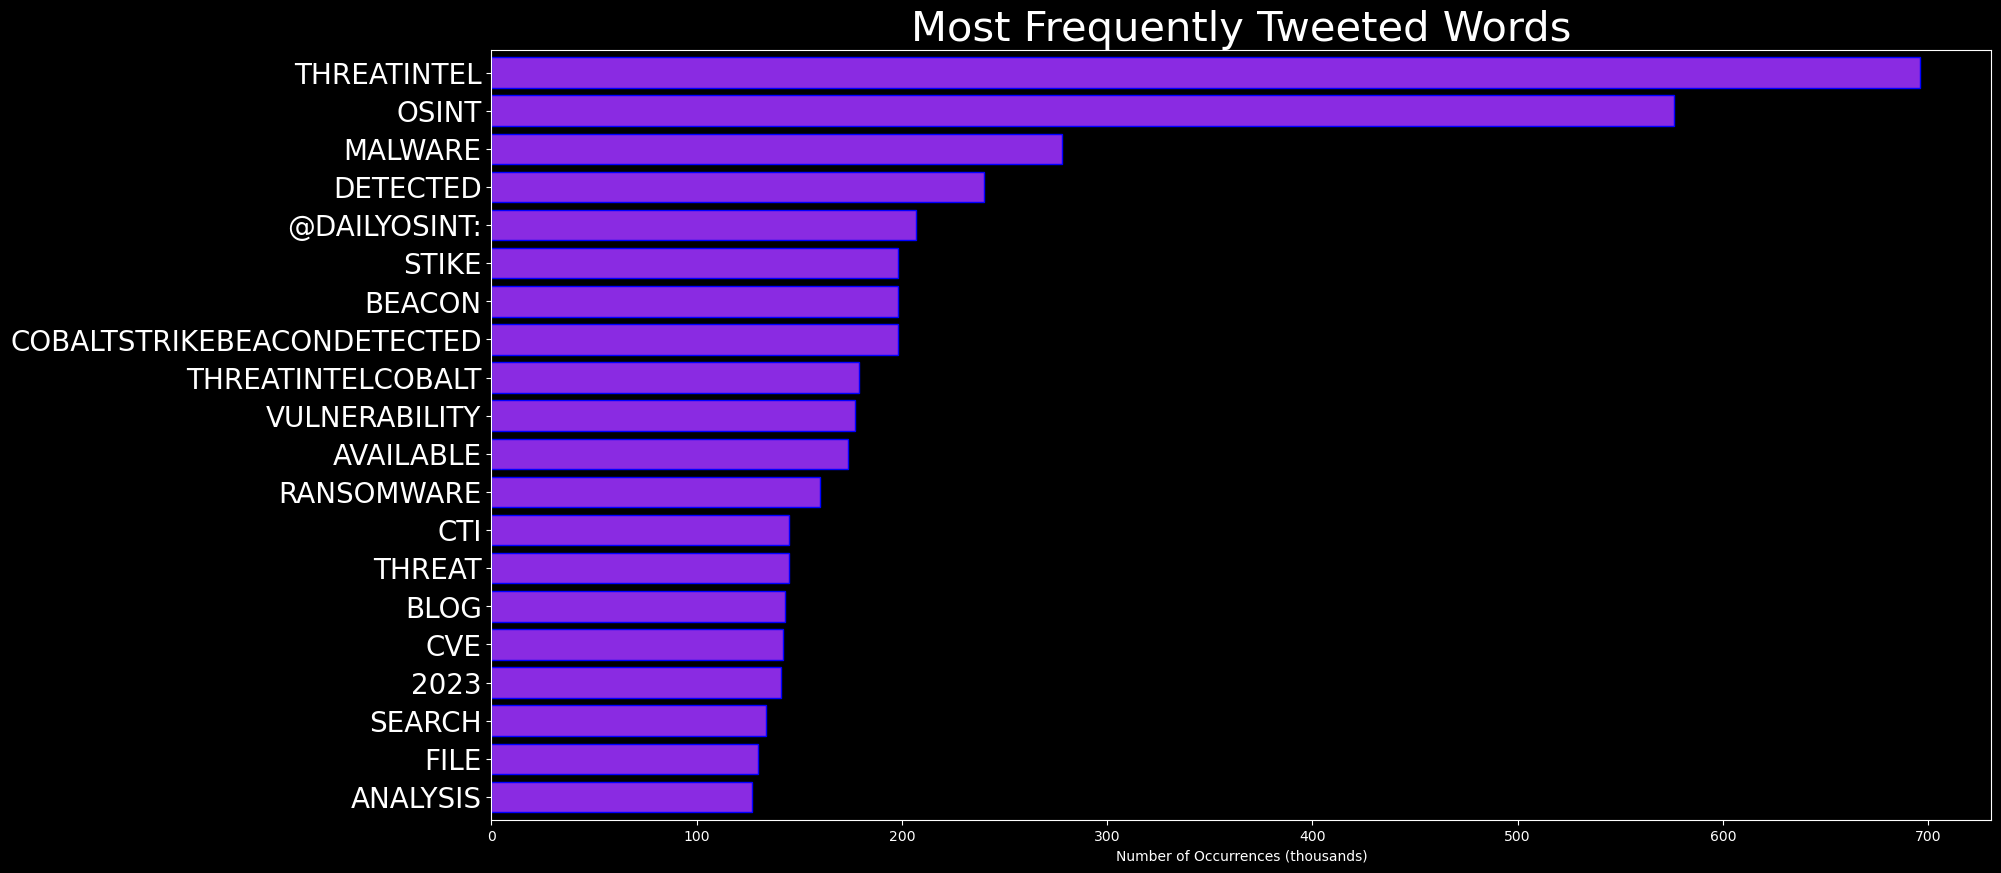 Most Frequently Tweeted Words
THREATINTEL
OSINT
MALWARE
DETECTED
@DAILYOSINT:
STIKE
BEACON
COBALTSTRIKEBEACONDETECTED
THREATINTELCOBALT
VULNERABILITY
AVAILABLE
RANSOMWARE
CTI
THREAT
BLOG
CVE
2023
SEARCH
FILE
ANALYSIS
0 100 200 300 400 500 600 700
Number of Occurrences (thousands)